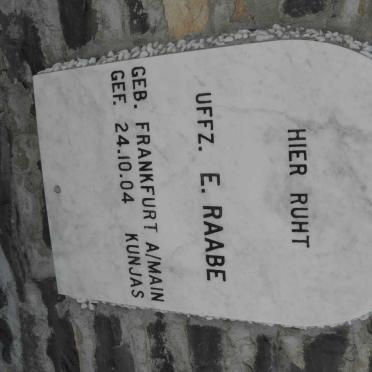 HIER RUHT
UFFZ. E. RAABE
GEB. FRANKFURT A/MAIN
GEF. 24.10.04 KUNJAS